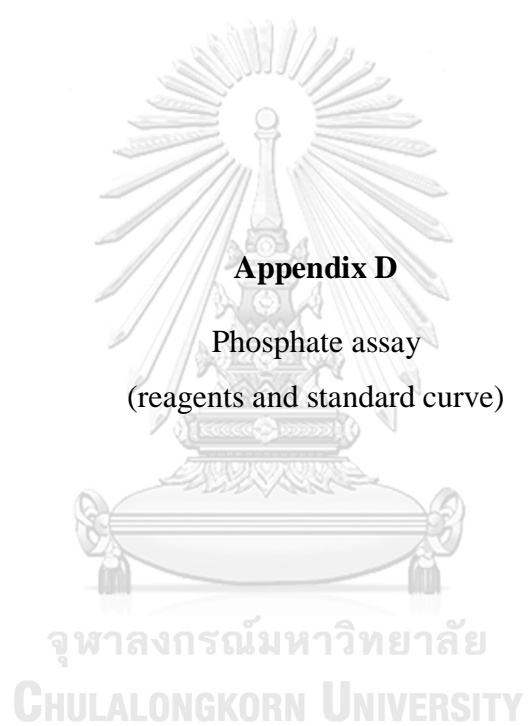 Appendix D
Phosphate assay
(reagents and standard curve)
จุฬาลงกรณ์มหาวิทยาลัย
CHULALONGKORN UNIVERSITY